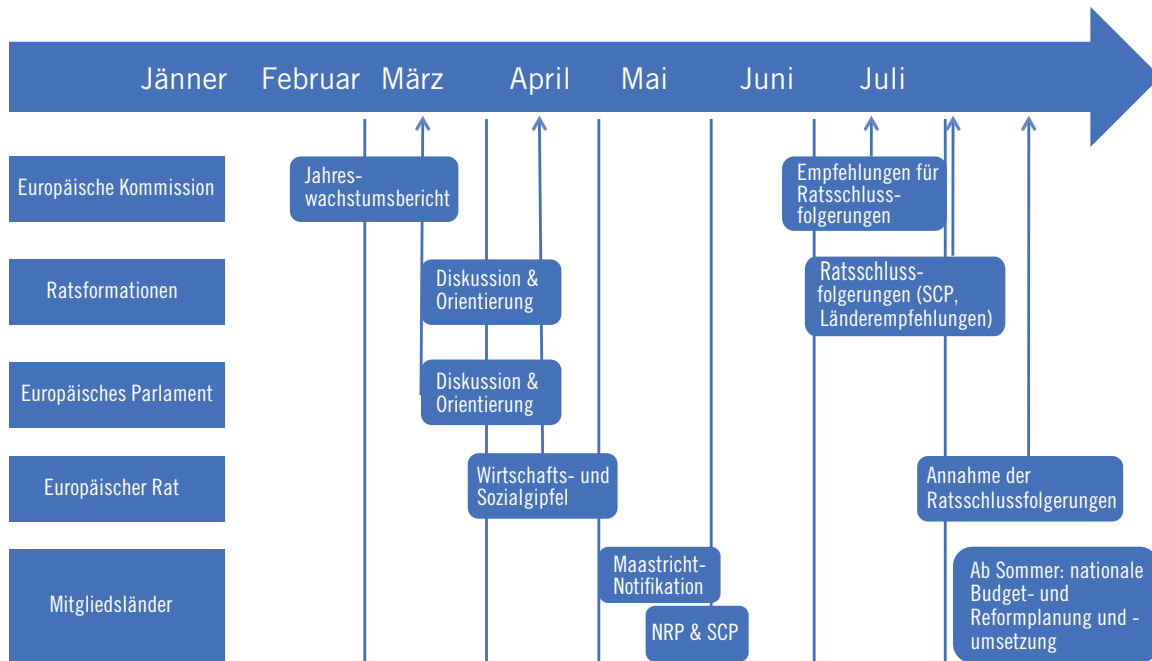 Jänner Februar März April Mai Juni Juli
Europäische Kommission
Jahres-
wachstumsbericht
Empfehlungen für
Ratsschluss-
folgerungen
Ratsformationen
Diskussion &
Orientierung
Ratsschluss-
folgerungen (SCP,
Länderempfehlungen)
Europäisches Parlament
Diskussion &
Orientierung
Europäischer Rat
Wirtschafts- und
Sozialgipfel
Annahme der
Ratsschlussfolgerungen
Mitgliedsländer
Maastricht-
Notifikation
NRP & SCP
Ab Sommer: nationale
Budget- und
Reformplanung und -
umsetzung